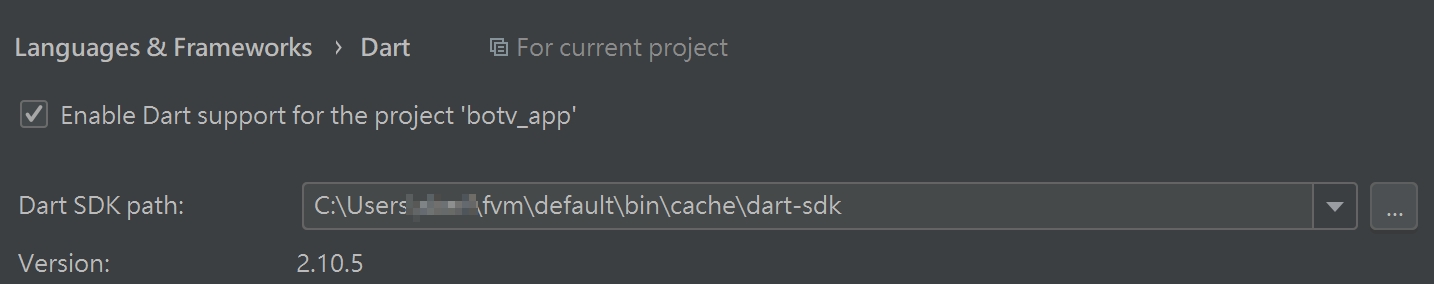 Languages & Frameworks › Dart For current project
Enable Dart support for the project 'botv_app'
Dart SDK path: C:\Users \fvm\default\bin\cache\dart-sdk ...
Version: 2.10.5